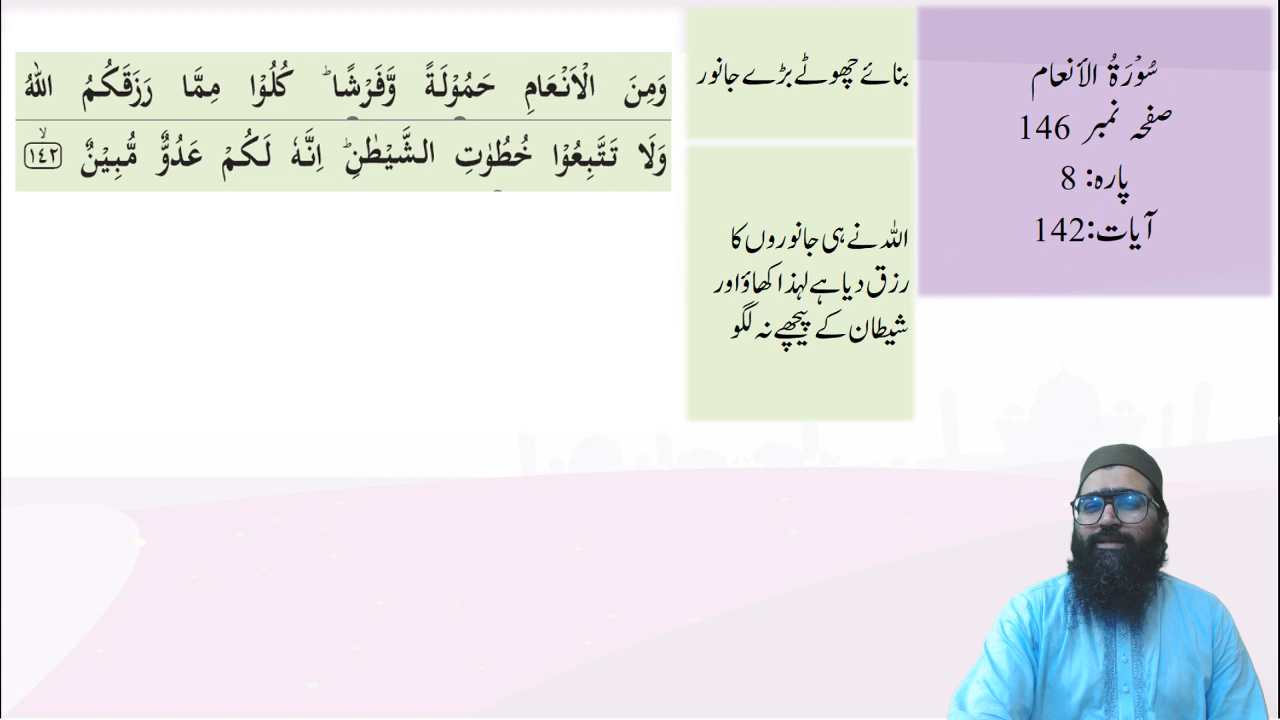 سُوْرَةُ الأنعام
صفحہ نمبر 146
پارہ: 8
آیات:142
بنائے چھوٹے بڑے جانور
اللہ نے ہی جانوروں کا
رزق دیا ہے لہذا کھاؤ اور
شیطان کے پیچھے نہ لگو
وَمِنَ الْاَنْعَامِ حَمُوْلَةً وَّفَرْشًا ؕ كُلُوْا مِمَّا رَزَقَكُمُ اللّٰهُ
وَلَا تَتَّبِعُوْا خُطُوٰتِ الشَّيْطٰنِ ؕ اِنَّهٗ لَكُمْ عَدُوٌّ مُّبِيْنٌ ۙ ١٤٢